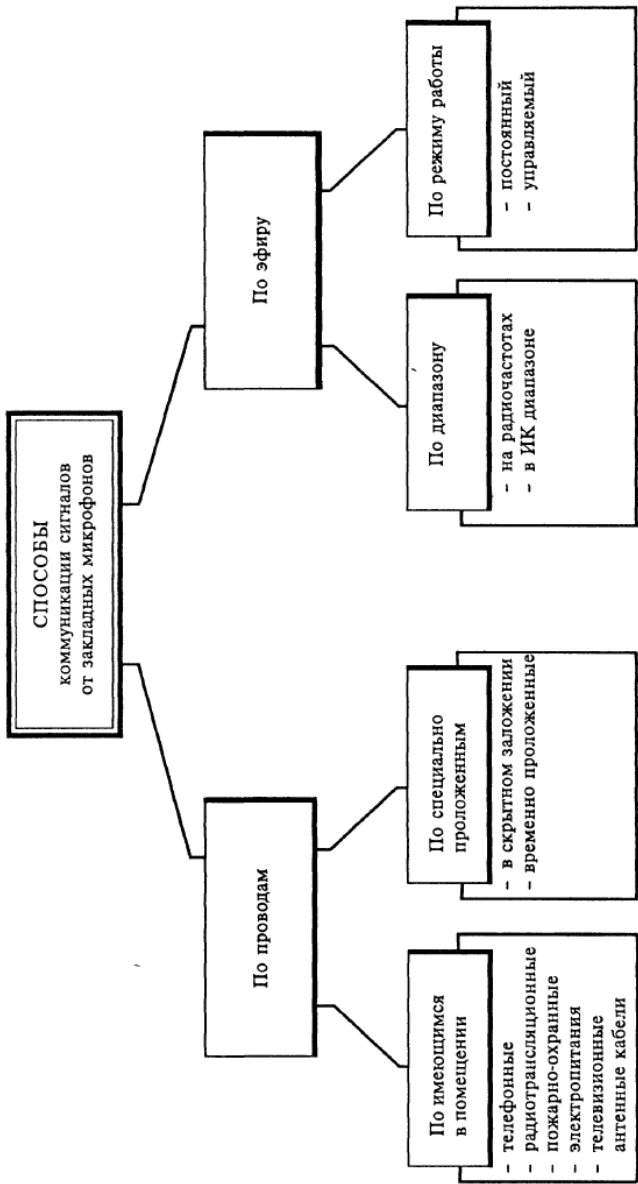 СПОСОБЫ
коммуникации сигналов
от закладных микрофонов
По проводам
По эфиру
По имеющимся
в помещении
- телефонные
- радиотрансляционные
- пожарно-охранные
- электропитания
- телевизионные
антенные кабели
По специально
проложенным
- в скрытном заложении
- временно проложенные
По диапазону
- на радиочастотах
- в ИК диапазоне
По режиму работы
- постоянный
- управляемый